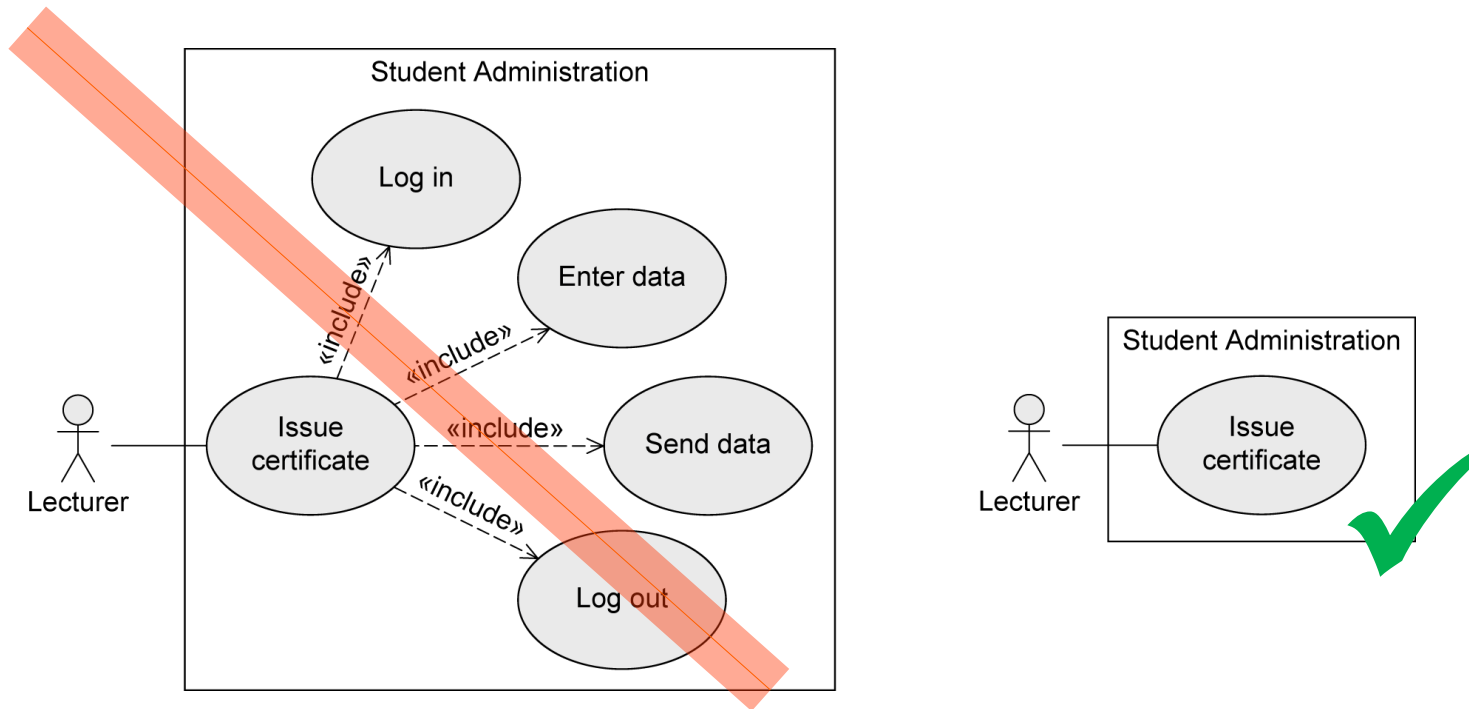 Student Administration
Log in
«include»
Enter data
«include»
Issue
certificate
«include»
Send data
Lecturer
«include»
Log out
Student Administration
Issue
certificate
Lecturer